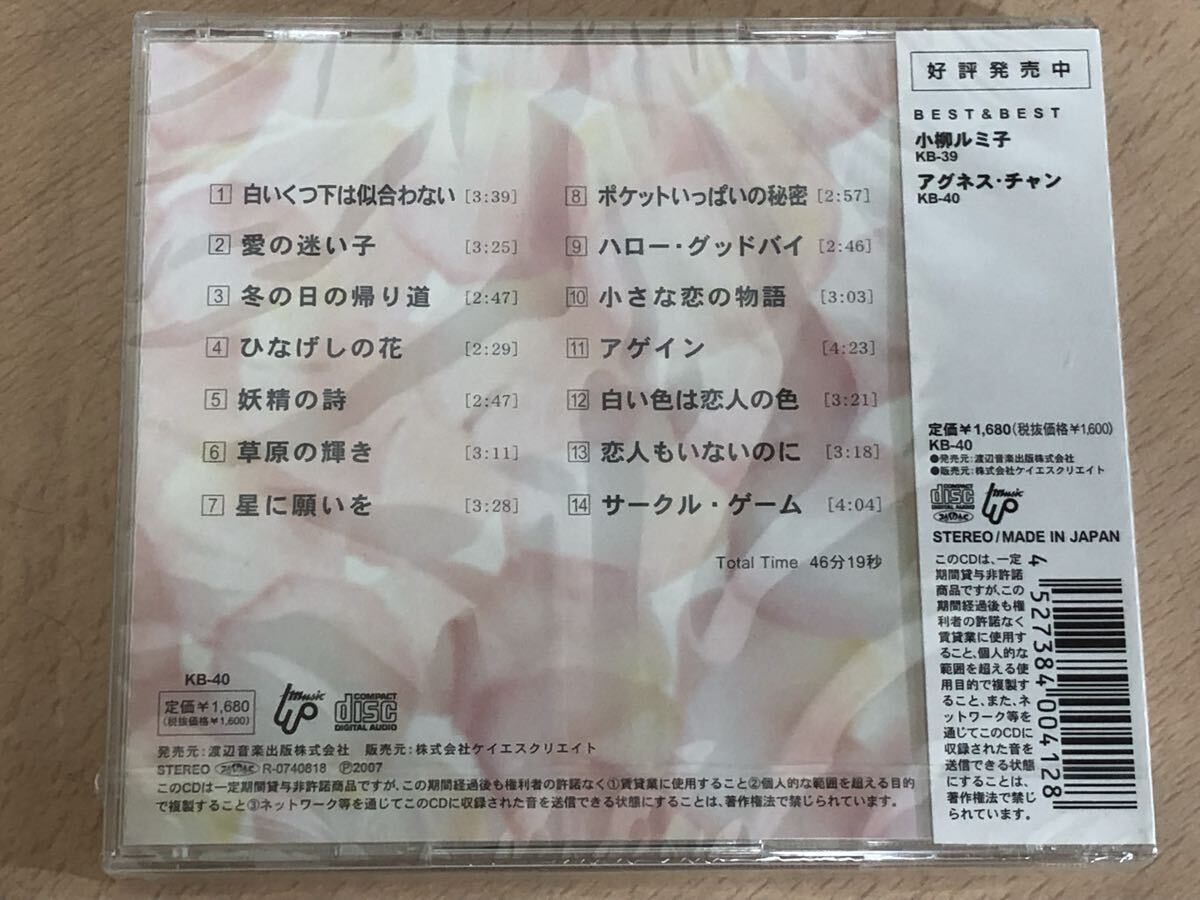 1 白いくつ下は似合わない [3:39]
2 愛の迷い子 [3:25]
3 冬の日の帰り道 [2:47]
4 ひなげしの花 [2:29]
5 妖精の詩 [2:47]
6 草原の輝き [3:11]
7 星に願いを [3:28]
8 ポケットいっぱいの秘密 [2:57]
9 ハロー・グッドバイ [2:46]
10 小さな恋の物語 [3:03]
11 アゲイン [4:23]
12 白い色は恋人の色 [3:21]
13 恋人もいないのに [3:18]
14 サークル・ゲーム [4:04]
Total Time 46分19秒
KB-40
定価￥1,680
(税抜価格￥1,600)
music up
COMPACT disc DIGITAL AUDIO
発売元:渡辺音楽出版株式会社 販売元:株式会社ケイエスクリエイト
STEREO R-0740818 Ⓟ2007
このCDは一定期間貸与非許諾商品ですが、この期間経過後も権利者の許諾なく①賃貸業に使用すること②個人的な範囲を超える目的
で複製すること③ネットワーク等を通じてこのCDに収録された音を送信できる状態にすることは、著作権法で禁じられています。
好評発売中
BEST&BEST
小柳ルミ子
KB-39
アグネス・チャン
KB-40
定価￥1,680(税抜価格￥1,600)
KB-40
●発売元:渡辺音楽出版株式会社
●販売元:株式会社ケイエスクリエイト
COMPACT disc DIGITAL AUDIO
music up
STEREO/MADE IN JAPAN
このCDは、一定
期間貸与非許諾
商品ですが、この
期間経過後も権
利者の許諾なく
賃貸業に使用す
ること、個人的な
範囲を超える使
用目的で複製す
ること、また、ネ
ットワーク等を
通じてこのCDに
収録された音を
送信できる状態
にすることは、
著作権法で禁じ
られています。
4 527384 004128